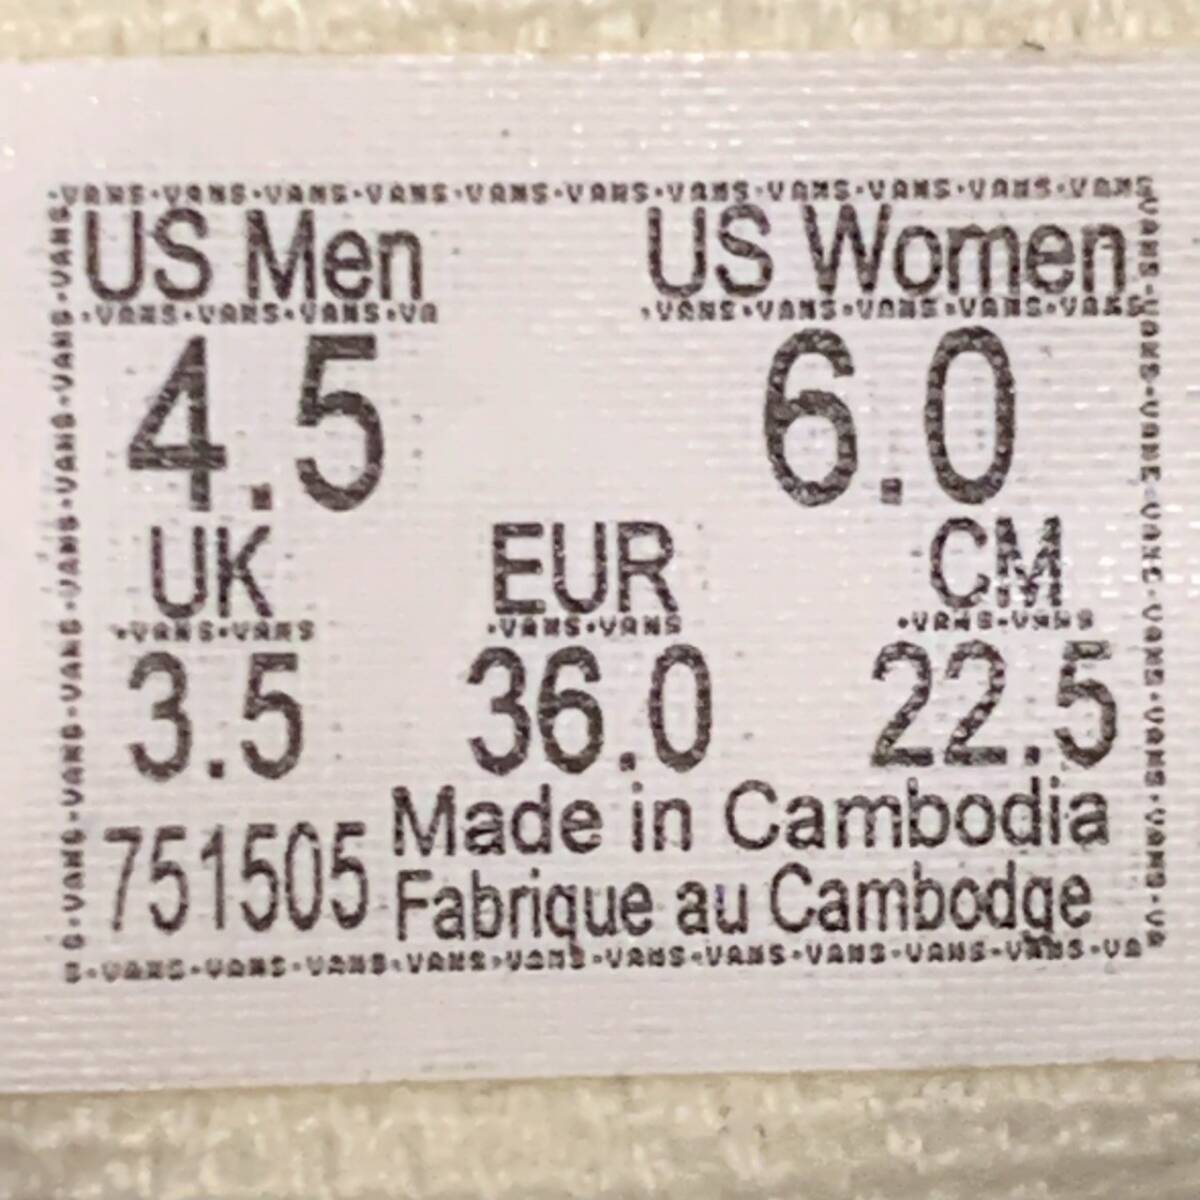 ·VANS·VANS·VANS·VANS·VANS·VANS·VANS·VANS·VANS·VANS·VANS
US Men US Women
·VANS·VANS·VANS·VA ·VANS·VANS·VANS·VANS·VANS
4.5 6.0
UK EUR CM
·VANS·VANS ·VANS·VANS ·VANS·VANS
3.5 36.0 22.5
751505 Made in Cambodia
Fabrique au Cambodge
S·VANS·VANS·VANS·VANS·VANS·VANS·VANS·VANS·VANS·VANS·VA